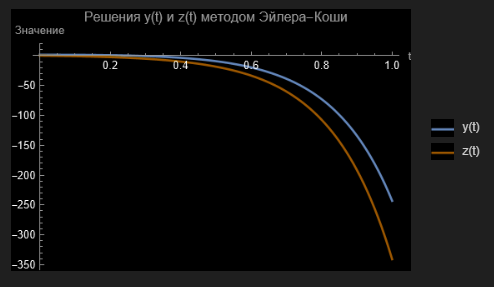 Решения y(t) и z(t) методом Эйлера–Коши
Значение
t
0.2 0.4 0.6 0.8 1.0
−50
−100
−150
−200
−250
−300
−350
y(t)
z(t)